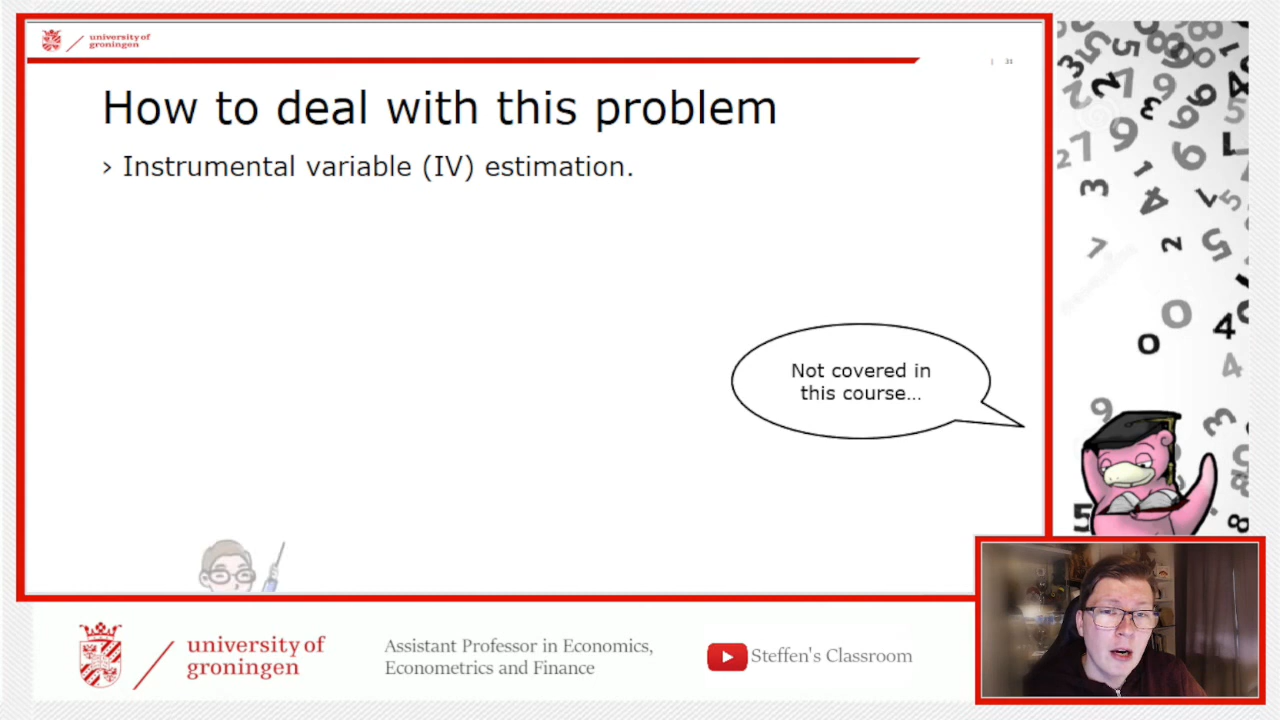 university of
groningen
| 31
How to deal with this problem
› Instrumental variable (IV) estimation.
Not covered in
this course...
university of
groningen
Assistant Professor in Economics,
Econometrics and Finance
Steffen's Classroom